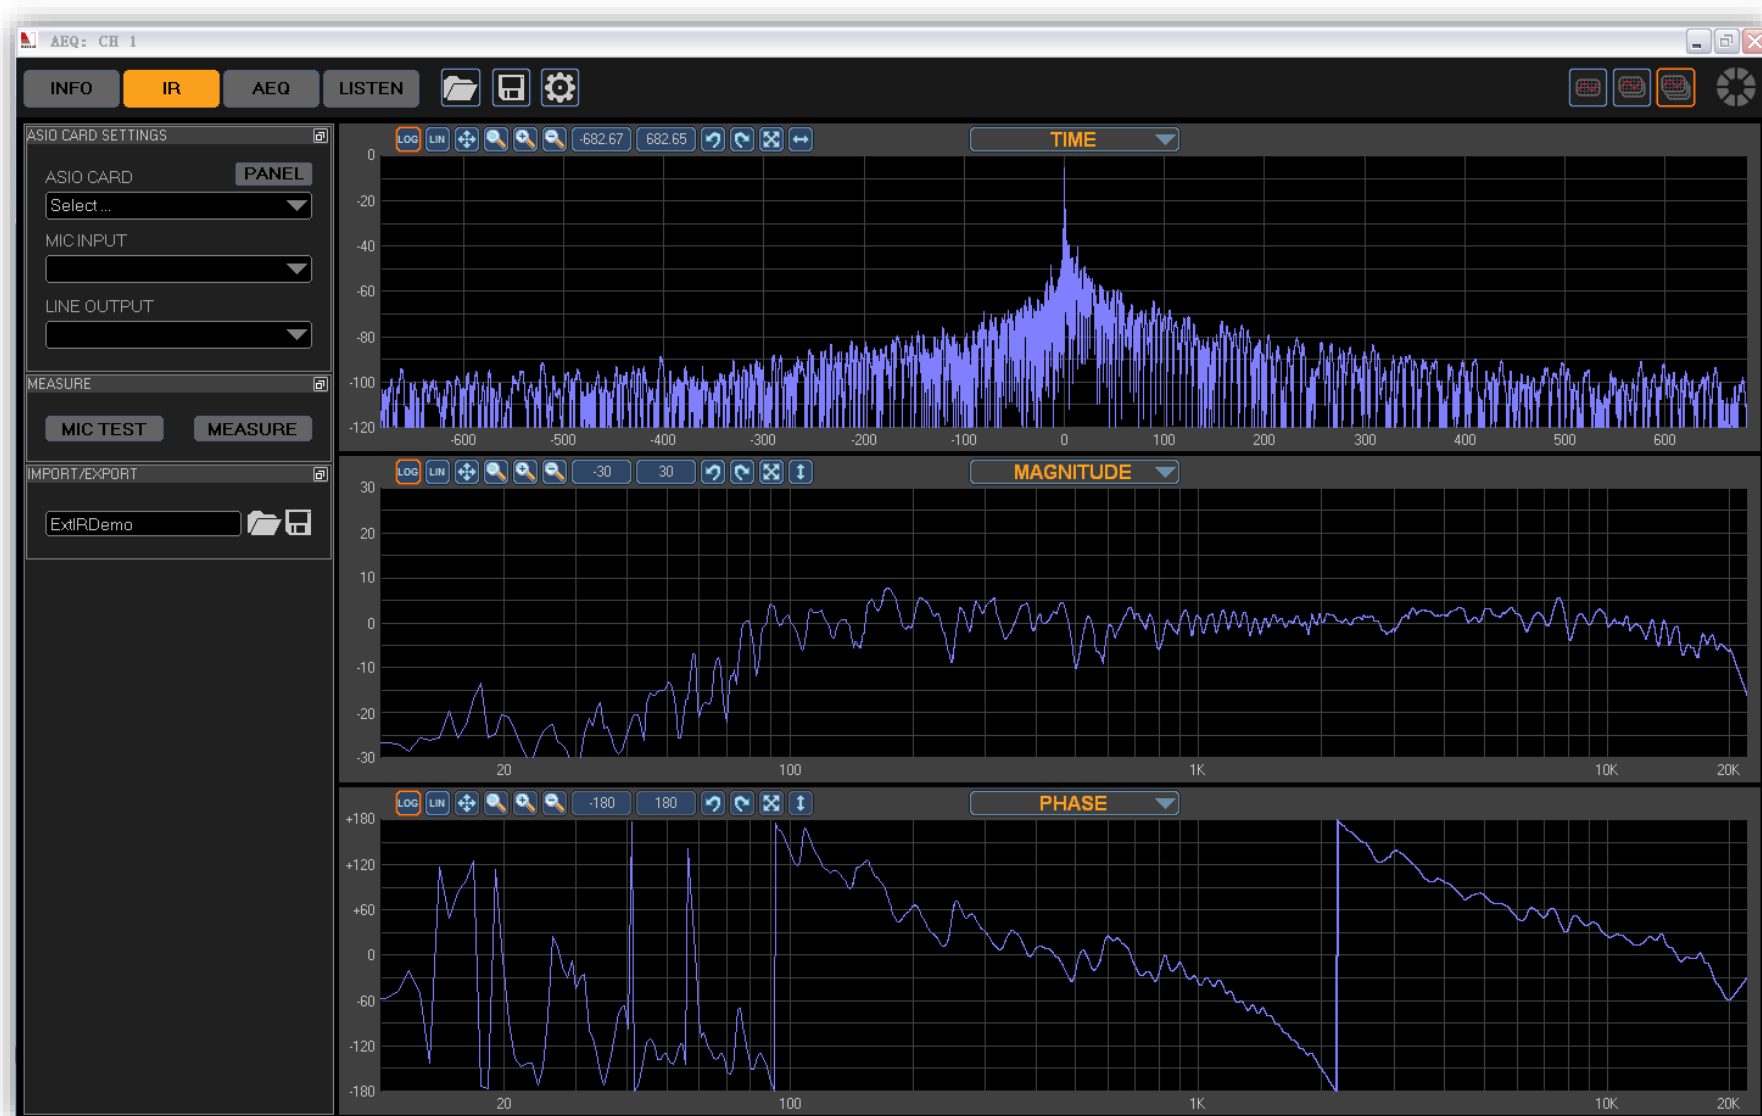 AEQ: CH 1
INFO IR AEQ LISTEN
ASIO CARD SETTINGS
ASIO CARD PANEL
Select ...
MIC INPUT
LINE OUTPUT
MEASURE
MIC TEST MEASURE
IMPORT/EXPORT
ExtIRDemo
LOG LIN -682.67 682.65 TIME
0
-20
-40
-60
-80
-100
-120
-600 -500 -400 -300 -200 -100 0 100 200 300 400 500 600
LOG LIN -30 30 MAGNITUDE
30
20
10
0
-10
-20
-30
20 100 1K 10K 20K
LOG LIN -180 180 PHASE
+180
+120
+60
0
-60
-120
-180
20 100 1K 10K 20K